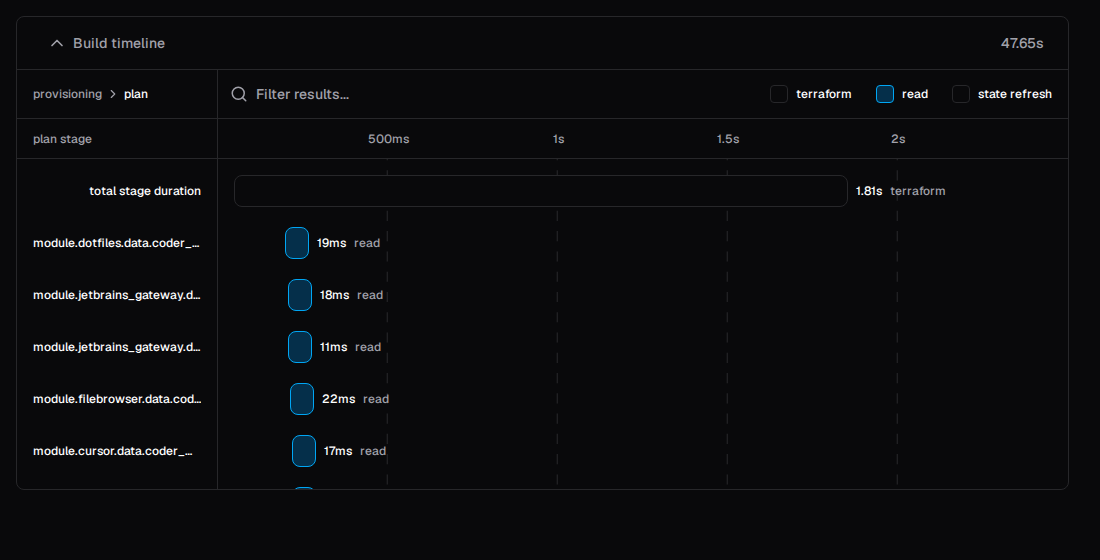 Build timeline 47.65s
provisioning > plan Filter results... terraform read state refresh
plan stage 500ms 1s 1.5s 2s
total stage duration 1.81s terraform
module.dotfiles.data.coder_... 19ms read
module.jetbrains_gateway.d... 18ms read
module.jetbrains_gateway.d... 11ms read
module.filebrowser.data.cod... 22ms read
module.cursor.data.coder_... 17ms read